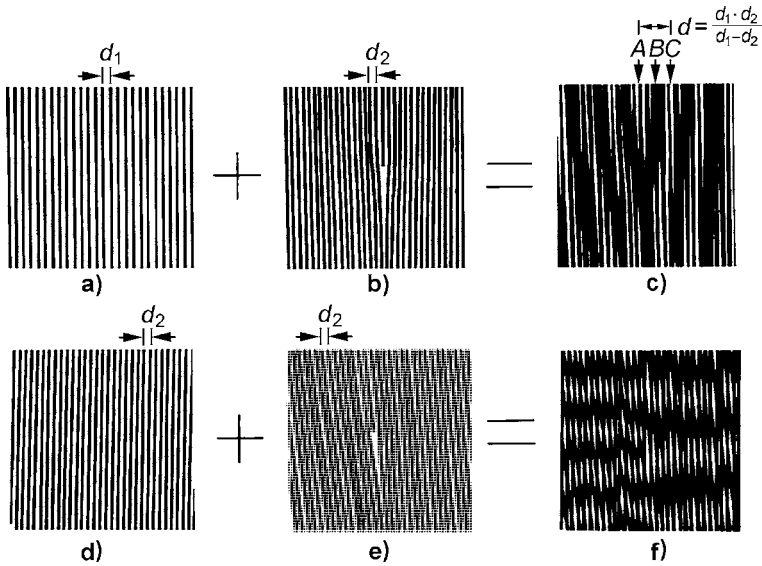 d₁
d₂
d = d₁ · d₂ / d₁–d₂
A B C
a)
b)
c)
d₂
d₂
d)
e)
f)